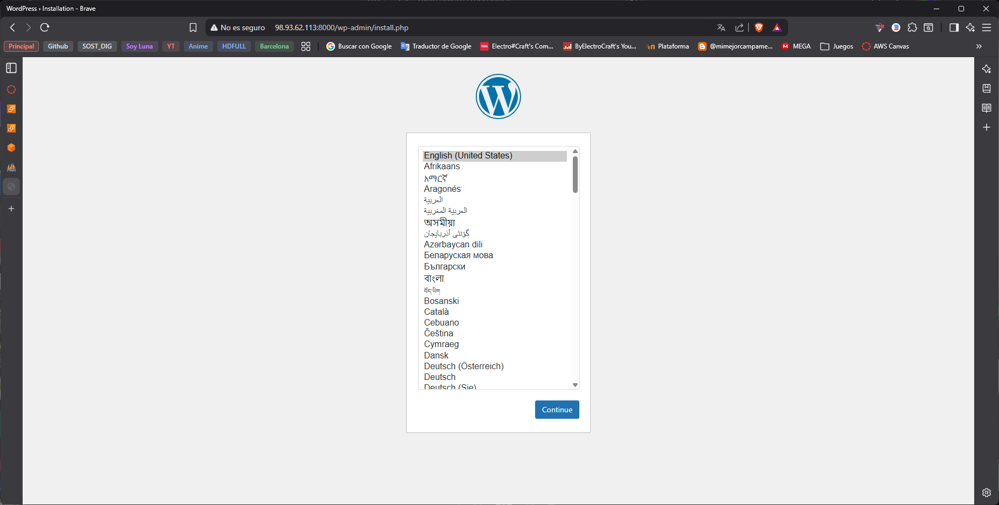 WordPress › Installation - Brave
No es seguro 98.93.62.113:8000/wp-admin/install.php
Principal Github SOST_DIG Soy Luna YT Anime HDFULL Barcelona Buscar con Google Traductor de Google Electro#Craft's Com... ByElectroCraft's You... Plataforma @mimejorcampame... MEGA Juegos AWS Canvas
English (United States)
Afrikaans
አማርኛ
Aragonés
العربية
العربية المغربية
অসমীয়া
گؤنئی آذربایجان
Azərbaycan dili
Беларуская мова
Български
বাংলা
བོད་ཡིག
Bosanski
Català
Cebuano
Čeština
Cymraeg
Dansk
Deutsch (Österreich)
Deutsch
Deutsch (Sie)
Continue